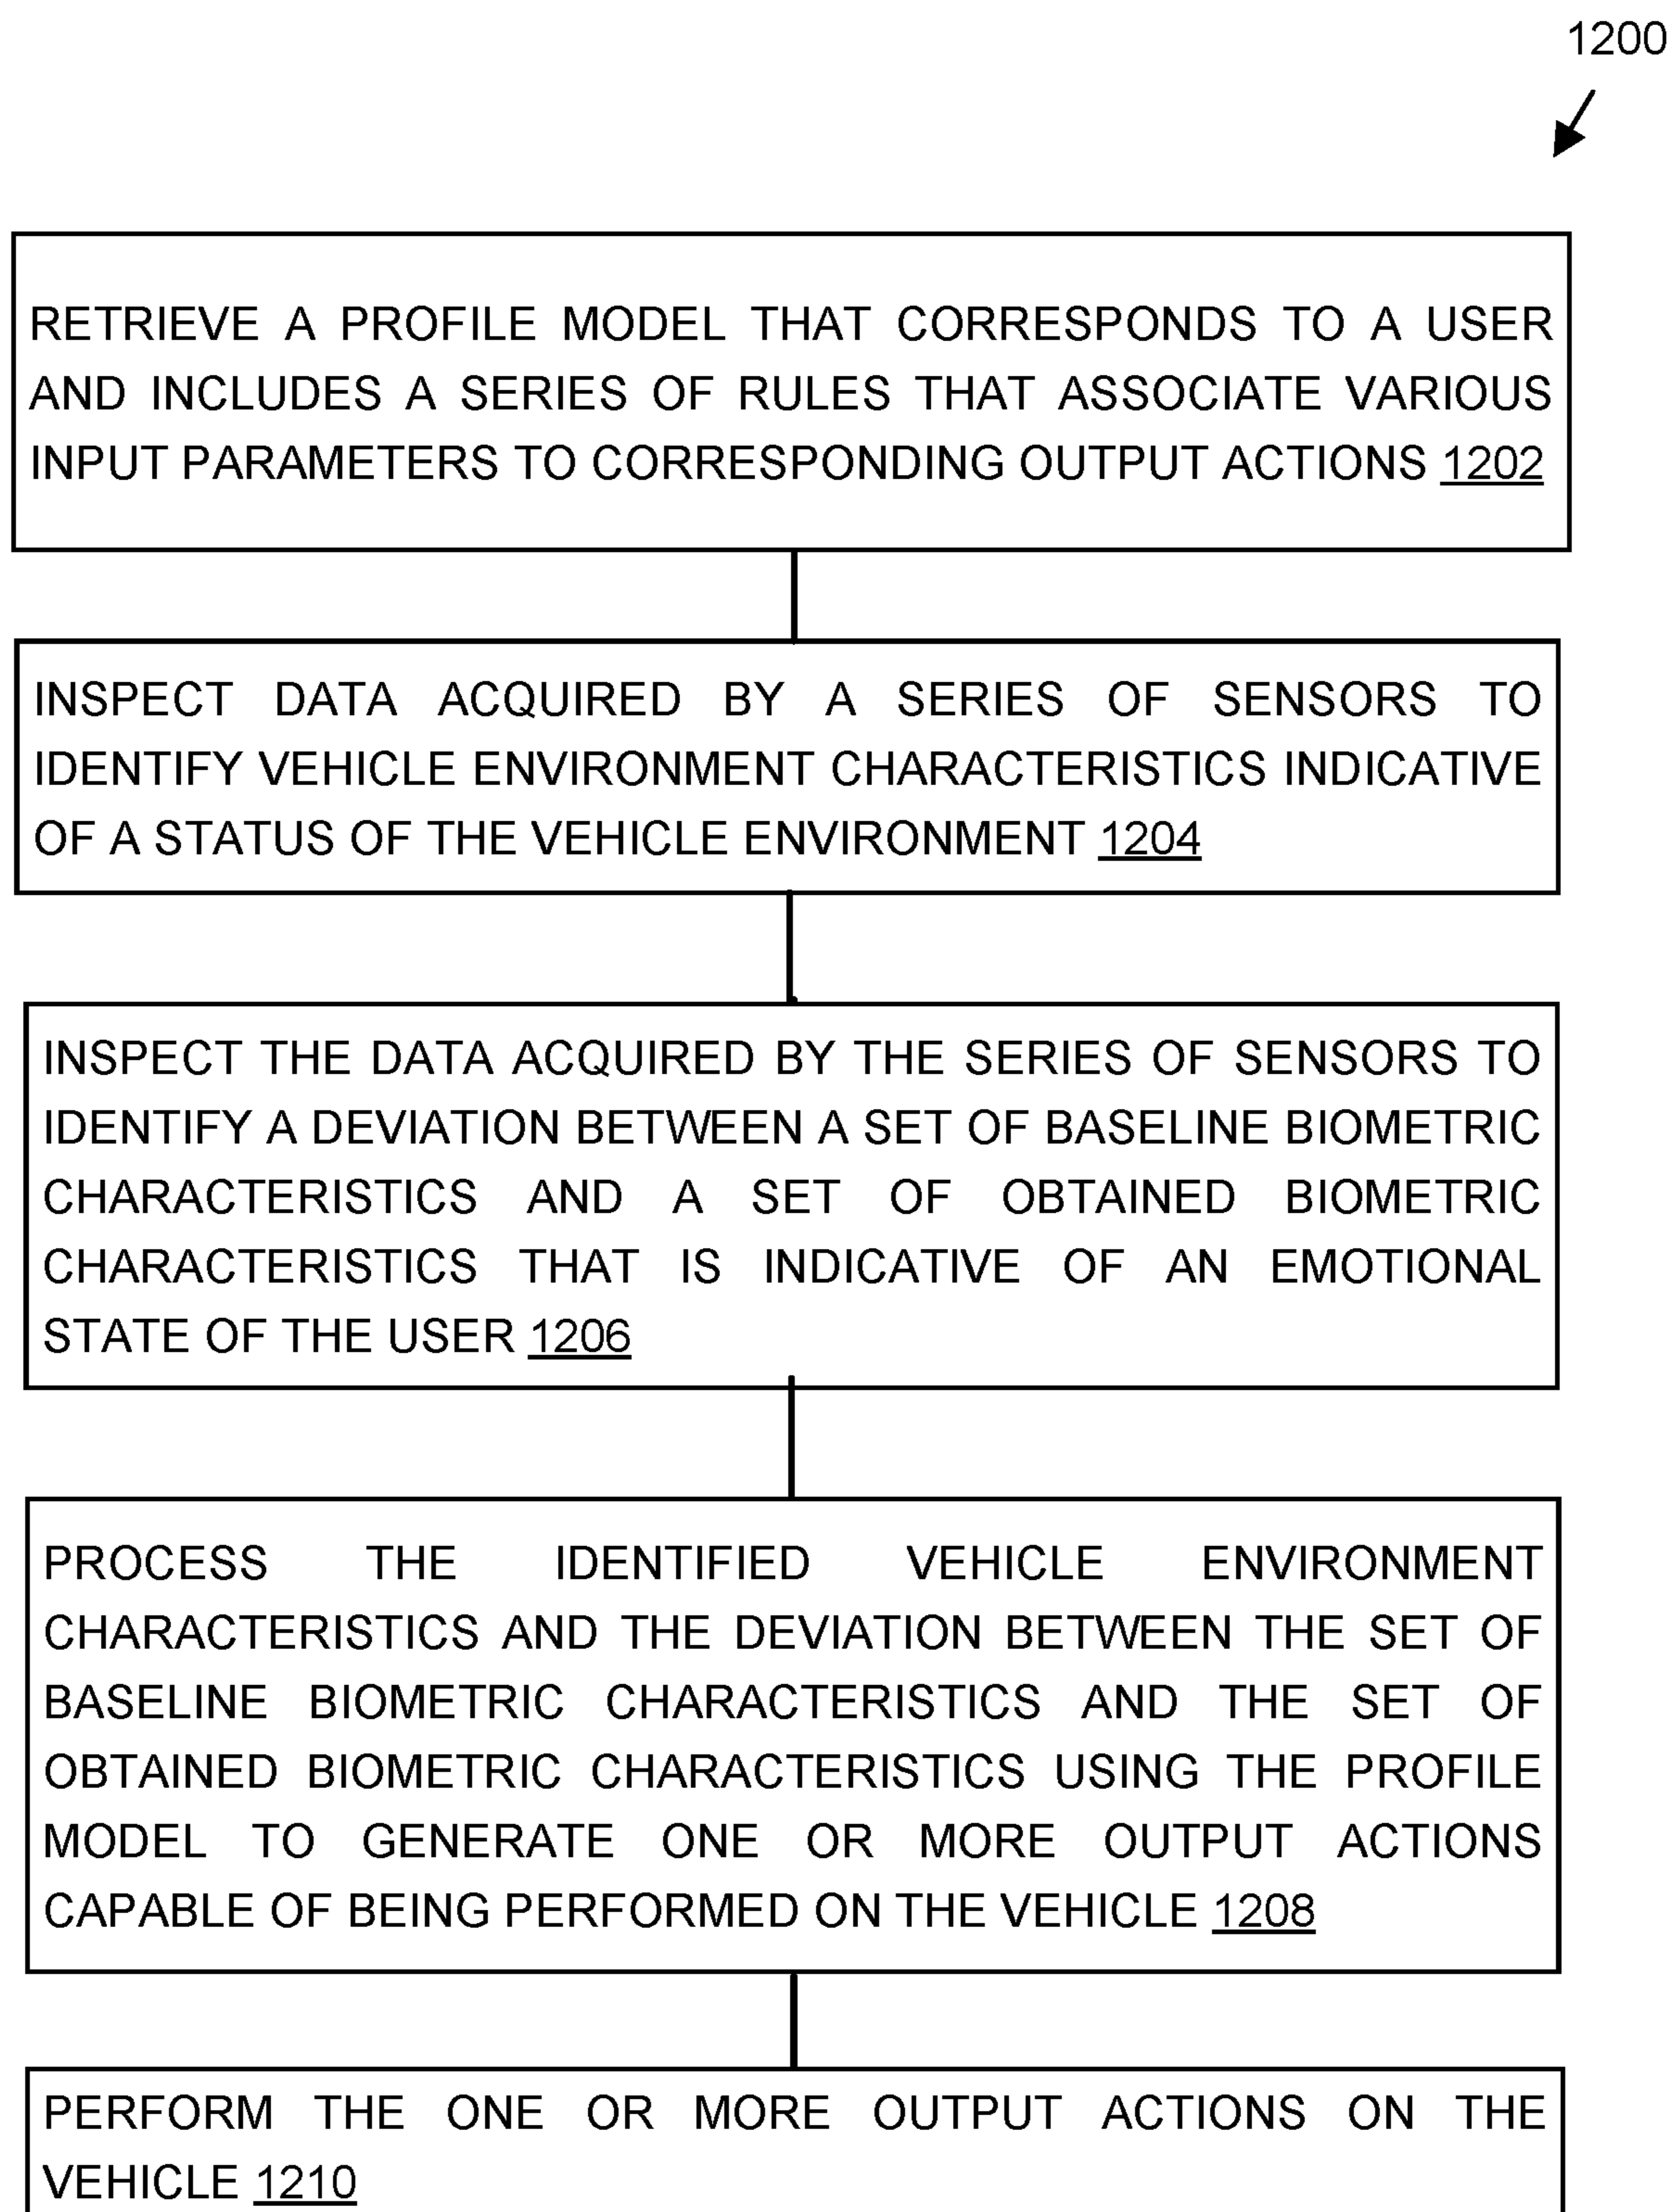 1200
RETRIEVE A PROFILE MODEL THAT CORRESPONDS TO A USER
AND INCLUDES A SERIES OF RULES THAT ASSOCIATE VARIOUS
INPUT PARAMETERS TO CORRESPONDING OUTPUT ACTIONS 1202
INSPECT DATA ACQUIRED BY A SERIES OF SENSORS TO
IDENTIFY VEHICLE ENVIRONMENT CHARACTERISTICS INDICATIVE
OF A STATUS OF THE VEHICLE ENVIRONMENT 1204
INSPECT THE DATA ACQUIRED BY THE SERIES OF SENSORS TO
IDENTIFY A DEVIATION BETWEEN A SET OF BASELINE BIOMETRIC
CHARACTERISTICS AND A SET OF OBTAINED BIOMETRIC
CHARACTERISTICS THAT IS INDICATIVE OF AN EMOTIONAL
STATE OF THE USER 1206
PROCESS THE IDENTIFIED VEHICLE ENVIRONMENT
CHARACTERISTICS AND THE DEVIATION BETWEEN THE SET OF
BASELINE BIOMETRIC CHARACTERISTICS AND THE SET OF
OBTAINED BIOMETRIC CHARACTERISTICS USING THE PROFILE
MODEL TO GENERATE ONE OR MORE OUTPUT ACTIONS
CAPABLE OF BEING PERFORMED ON THE VEHICLE 1208
PERFORM THE ONE OR MORE OUTPUT ACTIONS ON THE
VEHICLE 1210